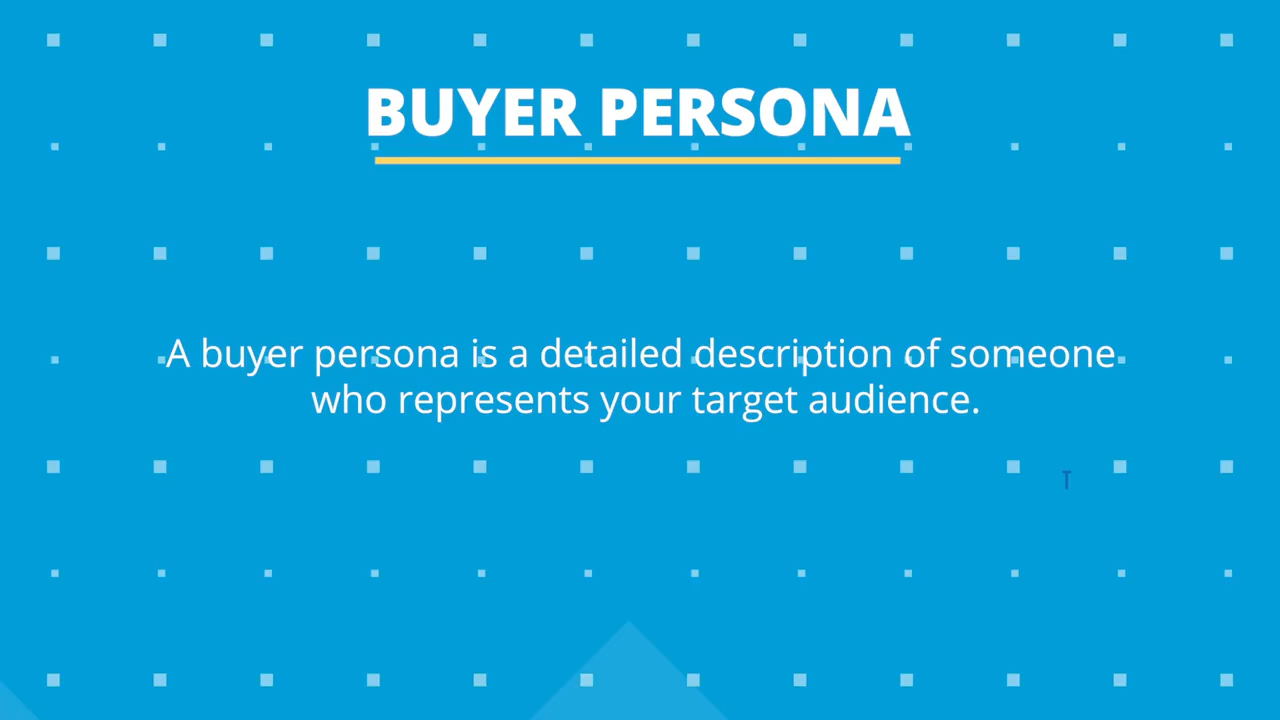 BUYER PERSONA
A buyer persona is a detailed description of someone
who represents your target audience.